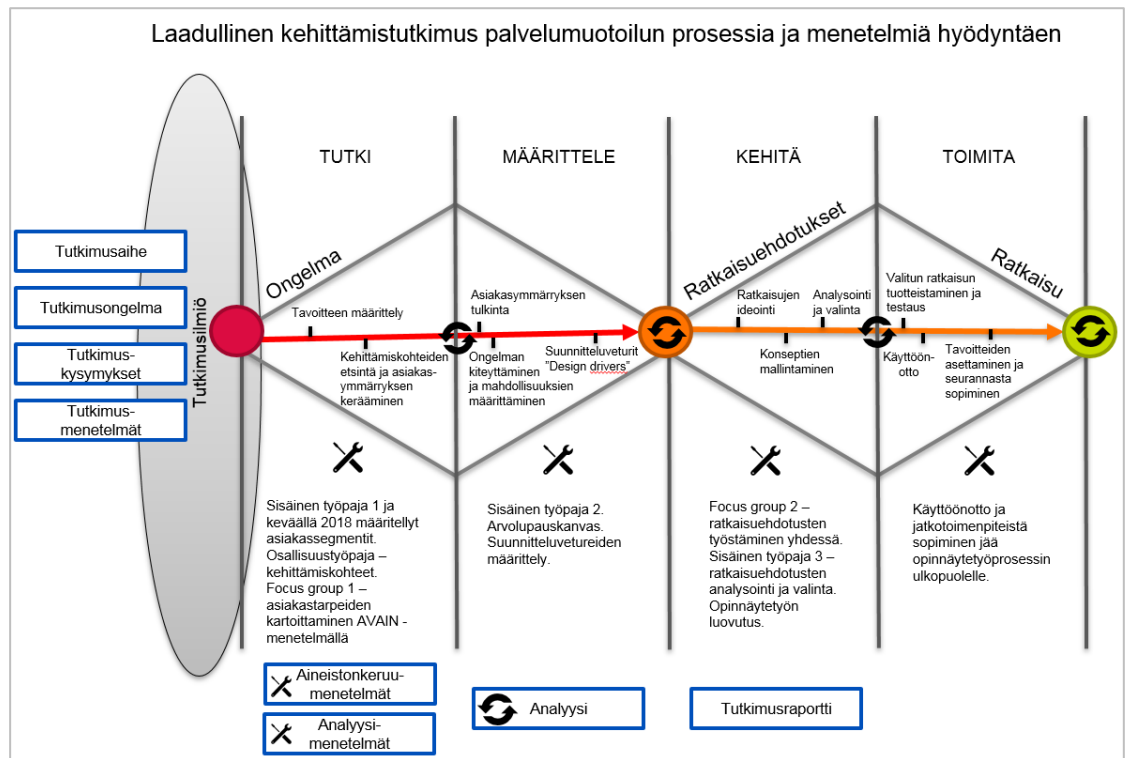 Laadullinen kehittämistutkimus palvelumuotoilun prosessia ja menetelmiä hyödyntäen
TUTKI
MÄÄRITTELE
KEHITÄ
TOIMITA
Tutkimusaihe
Tutkimusongelma
Tutkimus-
kysymykset
Tutkimus-
menetelmät
Tutkimusilmiö
Ongelma
Tavoitteen määrittely
Kehittämiskohteiden
etsintä ja asiakas-
ymmärryksen
kerääminen
Asiakasymmärryksen
tulkinta
Ongelman
kiteyttäminen
ja mahdollisuuksien
määrittäminen
Suunnitteluveturit
"Design drivers"
Ratkaisuehdotukset
Ratkaisujen
ideointi
Analysointi
ja valinta
Konseptien
mallintaminen
Ratkaisu
Valitun ratkaisun
tuotteistaminen ja
testaus
Käyttöön-
otto
Tavoitteiden
asettaminen ja
seurannasta
sopiminen
Sisäinen työpaja 1 ja
keväällä 2018 määritellyt
asiakassegmentit.
Osallisuustyöpaja –
kehittämiskohteet.
Focus group 1 –
asiakastarpeiden
kartoittaminen AVAIN -
menetelmällä
Sisäinen työpaja 2.
Arvolupauskanvas.
Suunnitteluvetureiden
määrittely.
Focus group 2 –
ratkaisuehdotusten
työstäminen yhdessä.
Sisäinen työpaja 3 –
ratkaisuehdotusten
analysointi ja valinta.
Opinnäytetyön
luovutus.
Käyttöönotto ja
jatkotoimenpiteistä
sopiminen jää
opinnäytetyöprosessin
ulkopuolelle.
Aineistonkeruu-
menetelmät
Analyysi-
menetelmät
Analyysi
Tutkimusraportti